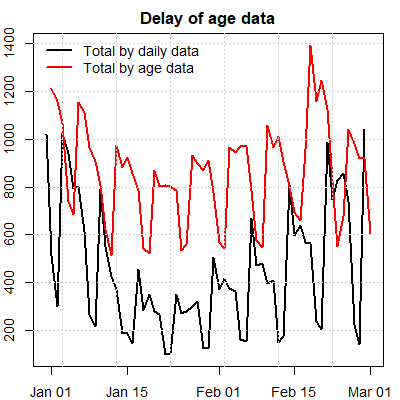 Delay of age data
Total by daily data
Total by age data
1400
1200
1000
800
600
400
200
Jan 01 Jan 15 Feb 01 Feb 15 Mar 01